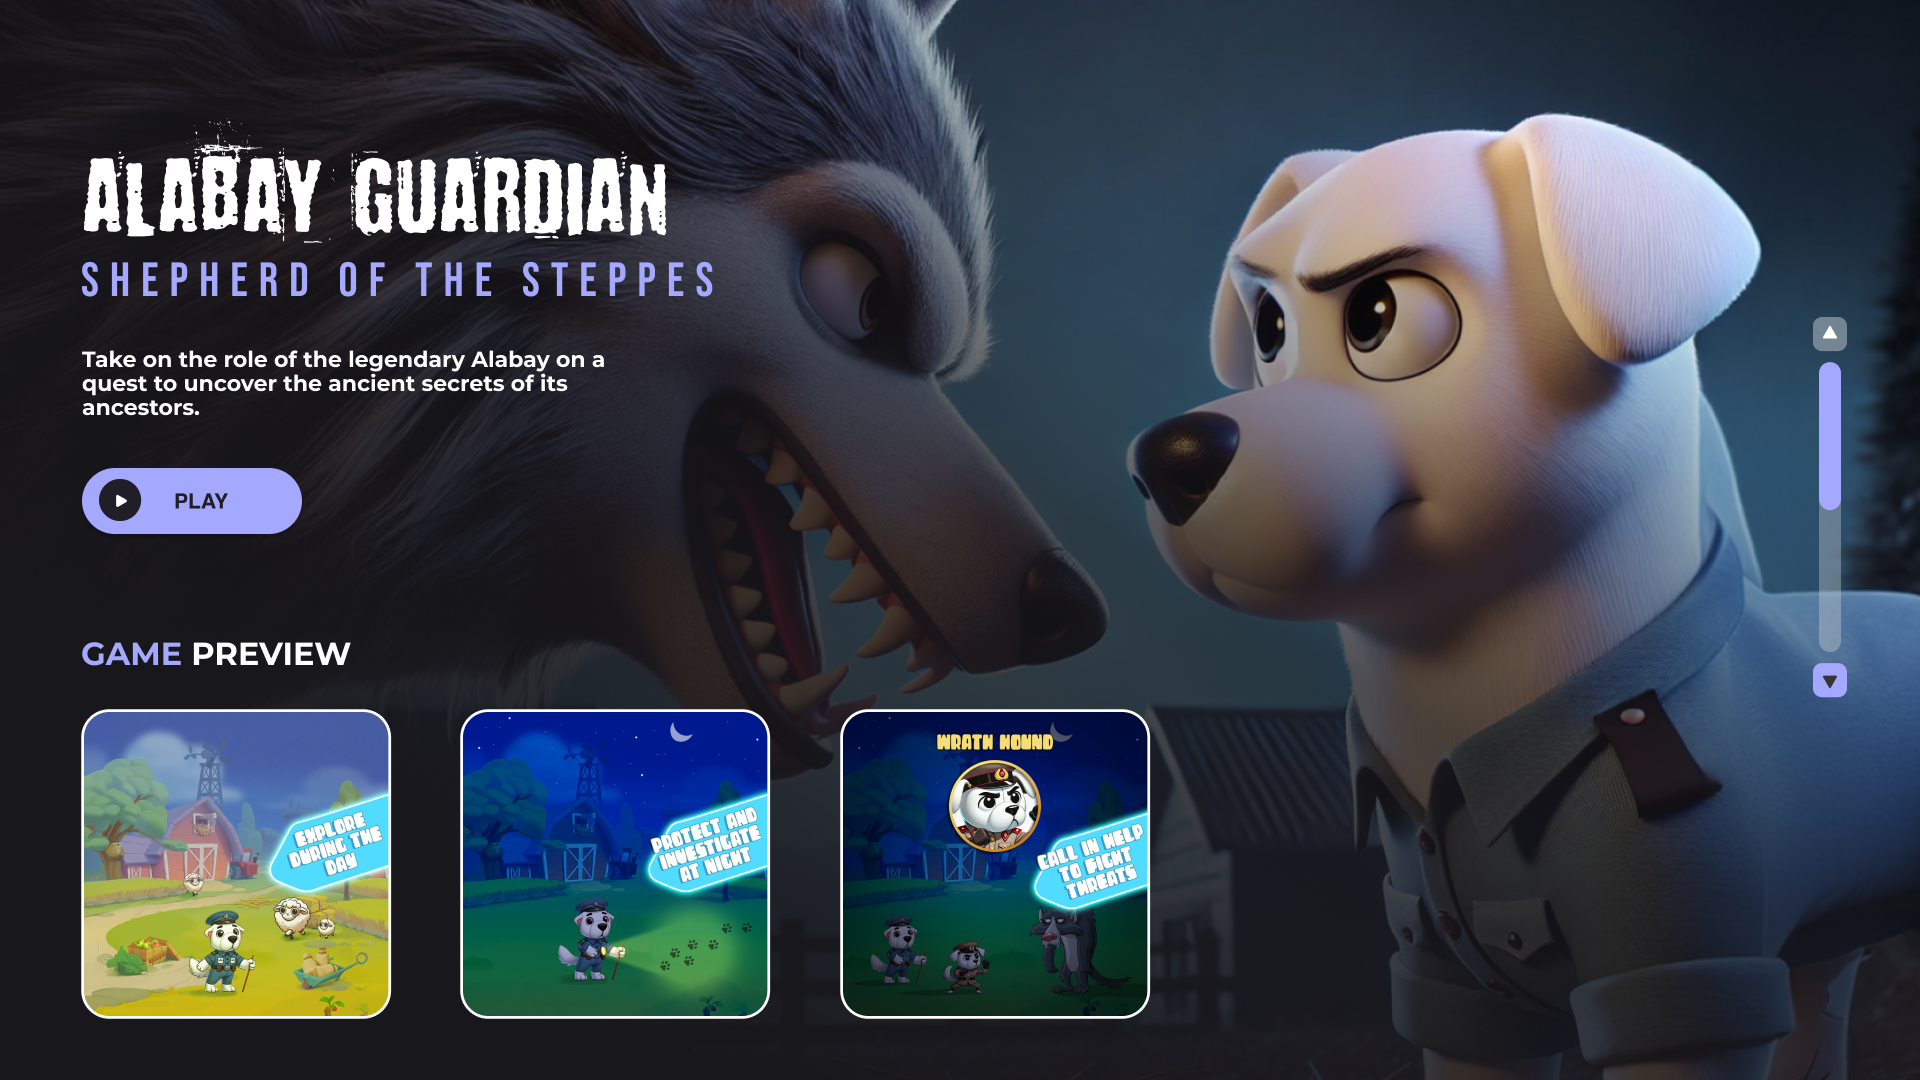 ALABAY GUARDIAN
SHEPHERD OF THE STEPPES
Take on the role of the legendary Alabay on a
quest to uncover the ancient secrets of its
ancestors.
PLAY
GAME PREVIEW
EXPLORE
DURING THE
DAY
PROTECT AND
INVESTIGATE
AT NIGHT
WRATH HOUND
CALL IN HELP
TO FIGHT
THREATS